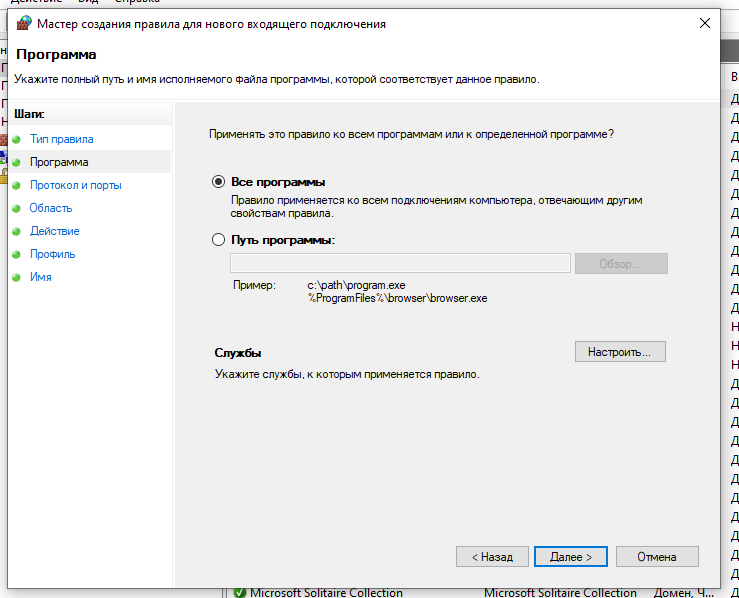 Действие Вид Справка
Мастер создания правила для нового входящего подключения
Программа
Укажите полный путь и имя исполняемого файла программы, которой соответствует данное правило.
Шаги:
Тип правила
Программа
Протокол и порты
Область
Действие
Профиль
Имя
Применять это правило ко всем программам или к определенной программе?
Все программы
Правило применяется ко всем подключениям компьютера, отвечающим другим
свойствам правила.
Путь программы:
Обзор...
Пример:
c:\path\program.exe
%ProgramFiles%\browser\browser.exe
Службы
Настроить...
Укажите службы, к которым применяется правило.
< Назад
Далее >
Отмена
Microsoft Solitaire Collection Microsoft Solitaire Collection Домен, Ч...